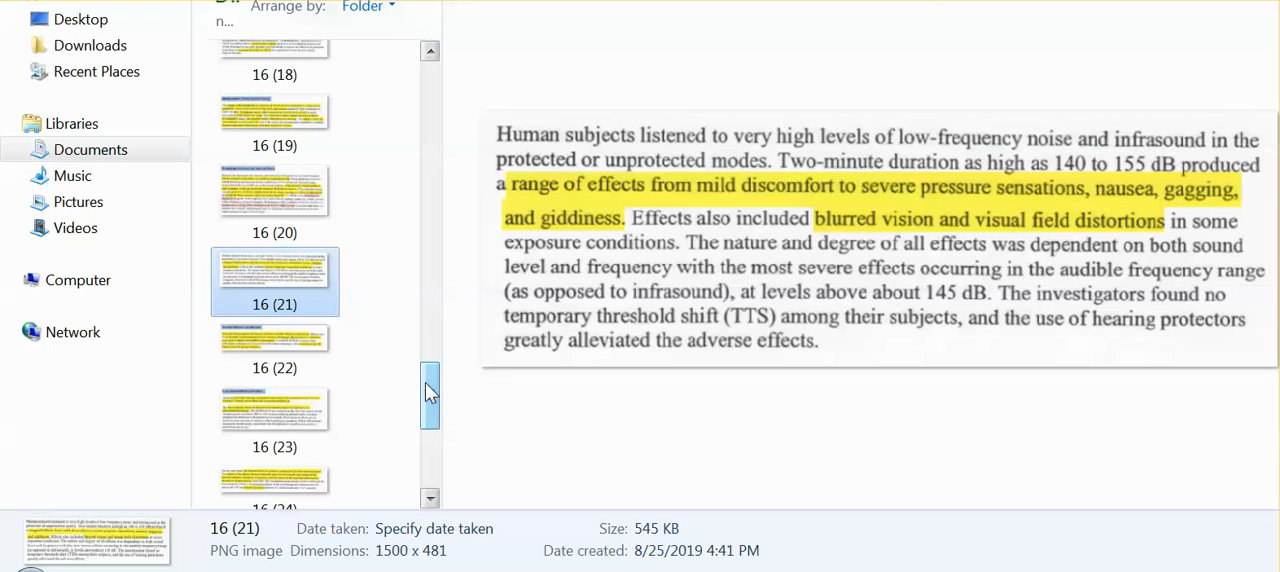 Desktop
Downloads
Recent Places
Libraries
Documents
Music
Pictures
Videos
Computer
Network
n...
Arrange by: Folder
16 (18)
16 (19)
16 (20)
16 (21)
16 (22)
16 (23)
Human subjects listened to very high levels of low-frequency noise and infrasound in the
protected or unprotected modes. Two-minute duration as high as 140 to 155 dB produced
a range of effects from mild discomfort to severe pressure sensations, nausea, gagging,
and giddiness. Effects also included blurred vision and visual field distortions in some
exposure conditions. The nature and degree of all effects was dependent on both sound
level and frequency with the most severe effects occurring in the audible frequency range
(as opposed to infrasound), at levels above about 145 dB. The investigators found no
temporary threshold shift (TTS) among their subjects, and the use of hearing protectors
greatly alleviated the adverse effects.
16 (21) Date taken: Specify date taken Size: 545 KB
PNG image Dimensions: 1500 x 481 Date created: 8/25/2019 4:41 PM